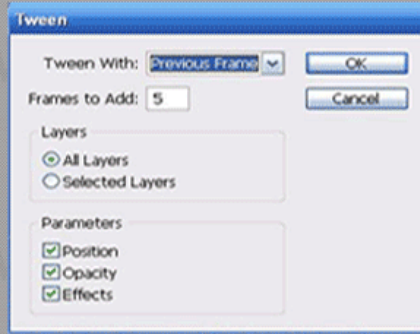 Tween
Tween With: Previous Frame OK
Frames to Add: 5 Cancel
Layers
All Layers
Selected Layers
Parameters
Position
Opacity
Effects